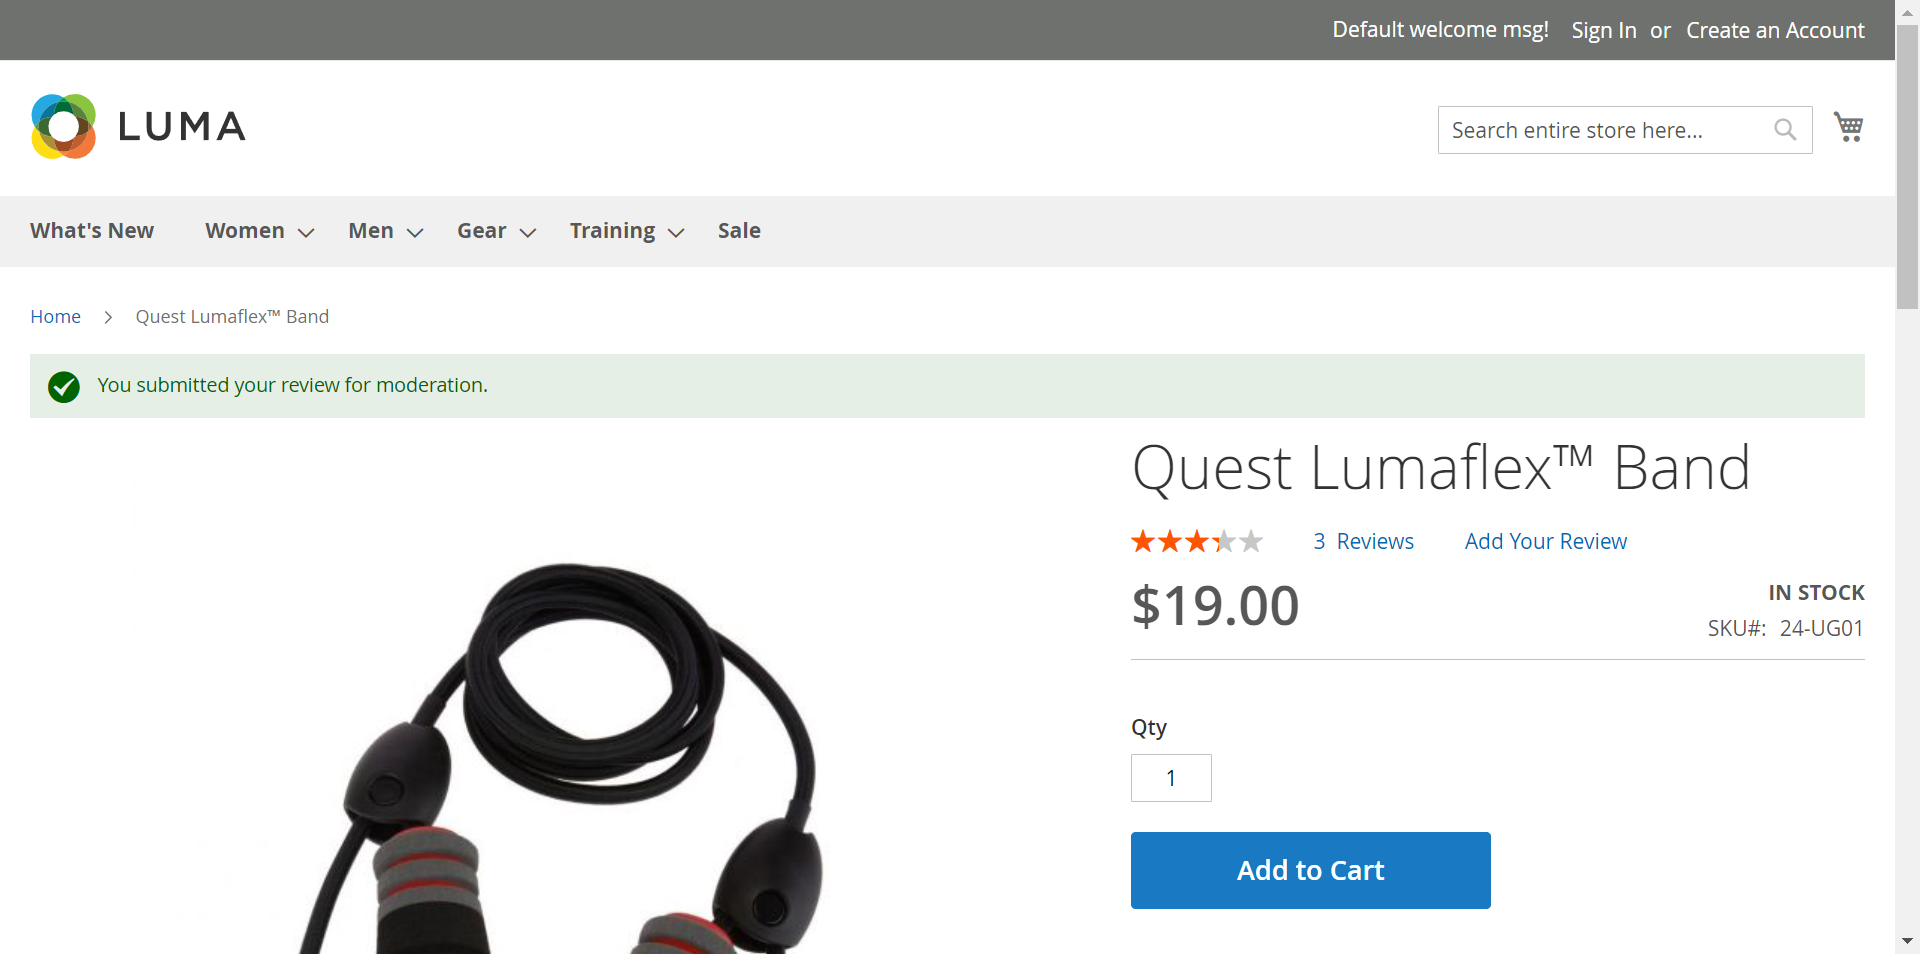 Default welcome msg! Sign In or Create an Account
LUMA
Search entire store here...
What's New Women Men Gear Training Sale
Home Quest Lumaflex™ Band
You submitted your review for moderation.
Quest Lumaflex™ Band
3 Reviews Add Your Review
$19.00
IN STOCK
SKU#: 24-UG01
Qty
1
Add to Cart